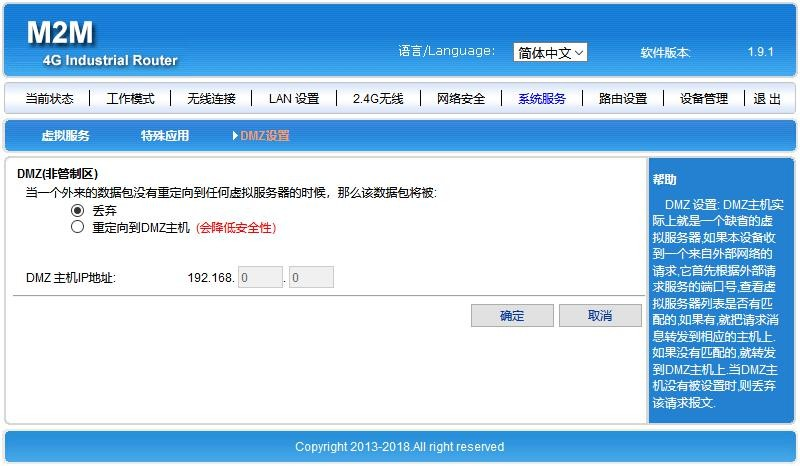 M2M
4G Industrial Router
语言/Language: 简体中文 软件版本: 1.9.1
当前状态 工作模式 无线连接 LAN 设置 2.4G无线 网络安全 系统服务 路由设置 设备管理 退 出
虚拟服务 特殊应用 DMZ设置
DMZ(非管制区)
当一个外来的数据包没有重定向到任何虚拟服务器的时候，那么该数据包将被:
丢弃
重定向到DMZ主机 (会降低安全性)
DMZ 主机IP地址: 192.168. 0 . 0
确定 取消
帮助
DMZ 设置: DMZ主机实
际上就是一个缺省的虚
拟服务器,如果本设备收
到一个来自外部网络的
请求,它首先根据外部请
求服务的端口号,查看虚
拟服务器列表是否有匹
配的,如果有,就把请求消
息转发到相应的主机上.
如果没有匹配的,就转发
到DMZ主机上.当DMZ主
机没有被设置时,则丢弃
该请求报文.
Copyright 2013-2018.All right reserved